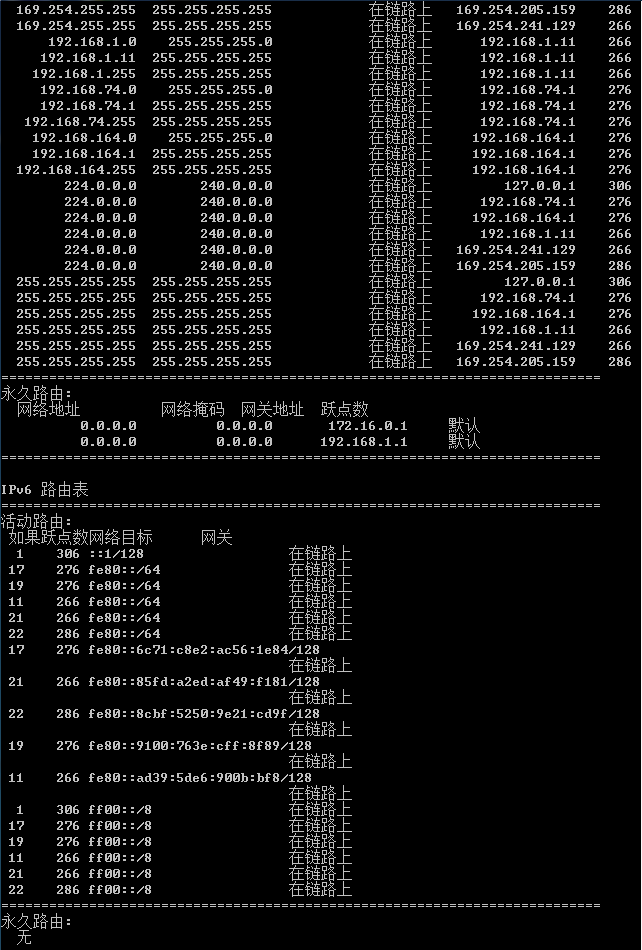 169.254.255.255  255.255.255.255            在链路上   169.254.205.159    286
169.254.255.255  255.255.255.255            在链路上   169.254.241.129    266
192.168.1.0    255.255.255.0            在链路上      192.168.1.11    266
192.168.1.11  255.255.255.255            在链路上      192.168.1.11    266
192.168.1.255  255.255.255.255            在链路上      192.168.1.11    266
192.168.74.0    255.255.255.0            在链路上      192.168.74.1    276
192.168.74.1  255.255.255.255            在链路上      192.168.74.1    276
192.168.74.255  255.255.255.255            在链路上      192.168.74.1    276
192.168.164.0    255.255.255.0            在链路上     192.168.164.1    276
192.168.164.1  255.255.255.255            在链路上     192.168.164.1    276
192.168.164.255  255.255.255.255            在链路上     192.168.164.1    276
224.0.0.0        240.0.0.0            在链路上         127.0.0.1    306
224.0.0.0        240.0.0.0            在链路上      192.168.74.1    276
224.0.0.0        240.0.0.0            在链路上     192.168.164.1    276
224.0.0.0        240.0.0.0            在链路上      192.168.1.11    266
224.0.0.0        240.0.0.0            在链路上   169.254.241.129    266
224.0.0.0        240.0.0.0            在链路上   169.254.205.159    286
255.255.255.255  255.255.255.255            在链路上         127.0.0.1    306
255.255.255.255  255.255.255.255            在链路上      192.168.74.1    276
255.255.255.255  255.255.255.255            在链路上     192.168.164.1    276
255.255.255.255  255.255.255.255            在链路上      192.168.1.11    266
255.255.255.255  255.255.255.255            在链路上   169.254.241.129    266
255.255.255.255  255.255.255.255            在链路上   169.254.205.159    286
===========================================================================
永久路由:
网络地址          网络掩码  网关地址  跃点数
0.0.0.0          0.0.0.0       172.16.0.1     默认
0.0.0.0          0.0.0.0      192.168.1.1     默认
===========================================================================
IPv6 路由表
===========================================================================
活动路由:
如果跃点数网络目标      网关
1    306 ::1/128                  在链路上
17    276 fe80::/64                在链路上
19    276 fe80::/64                在链路上
11    266 fe80::/64                在链路上
21    266 fe80::/64                在链路上
22    286 fe80::/64                在链路上
17    276 fe80::6c71:c8e2:ac56:1e84/128
在链路上
21    266 fe80::85fd:a2ed:af49:f181/128
在链路上
22    286 fe80::8cbf:5250:9e21:cd9f/128
在链路上
19    276 fe80::9100:763e:cff:8f89/128
在链路上
11    266 fe80::ad39:5de6:900b:bf8/128
在链路上
1    306 ff00::/8                 在链路上
17    276 ff00::/8                 在链路上
19    276 ff00::/8                 在链路上
11    266 ff00::/8                 在链路上
21    266 ff00::/8                 在链路上
22    286 ff00::/8                 在链路上
===========================================================================
永久路由:
无